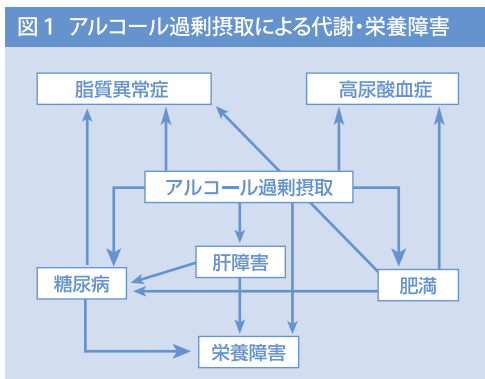 図1 アルコール過剰摂取による代謝・栄養障害
脂質異常症
高尿酸血症
アルコール過剰摂取
肝障害
糖尿病
肥満
栄養障害